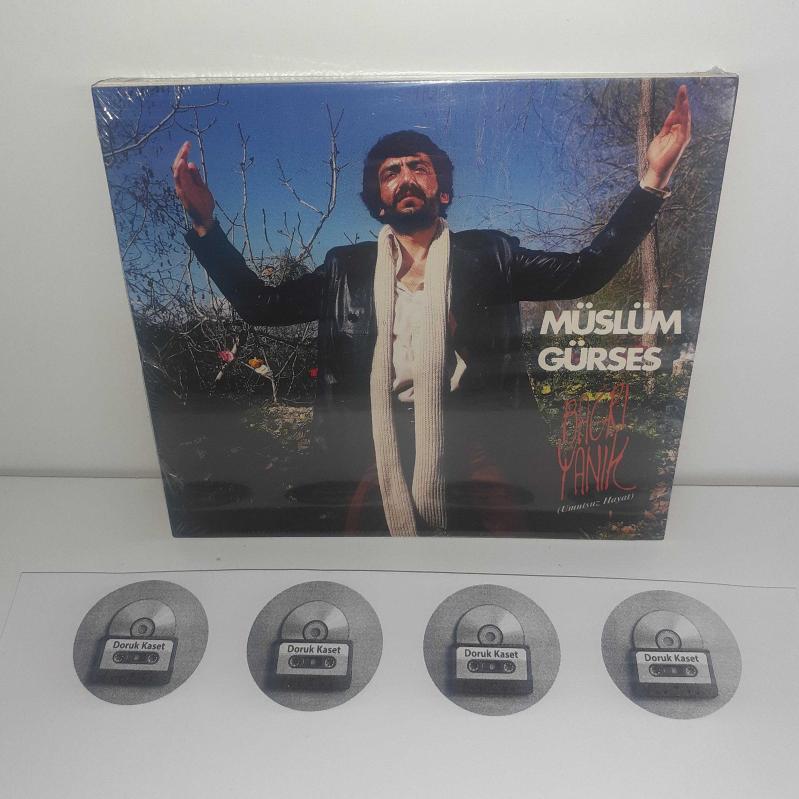 MÜSLÜM
GÜRSES
BAĞRI
YANIK
(Umutsuz Hayat)
Doruk Kaset
Doruk Kaset
Doruk Kaset
Doruk Kaset